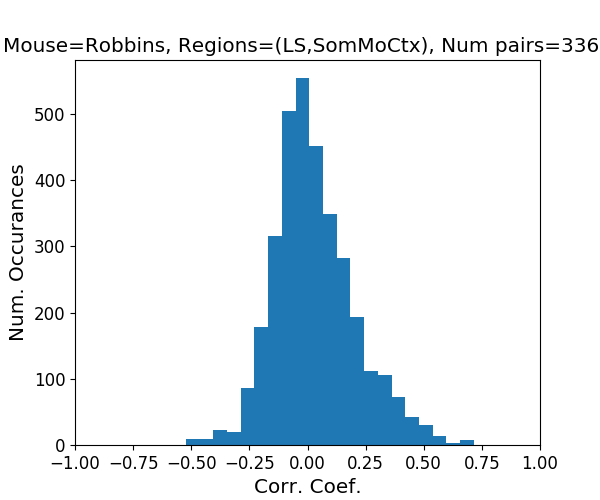 Mouse=Robbins, Regions=(LS,SomMoCtx), Num pairs=336
Num. Occurances
500
400
300
200
100
0
−1.00 −0.75 −0.50 −0.25 0.00 0.25 0.50 0.75 1.00
Corr. Coef.